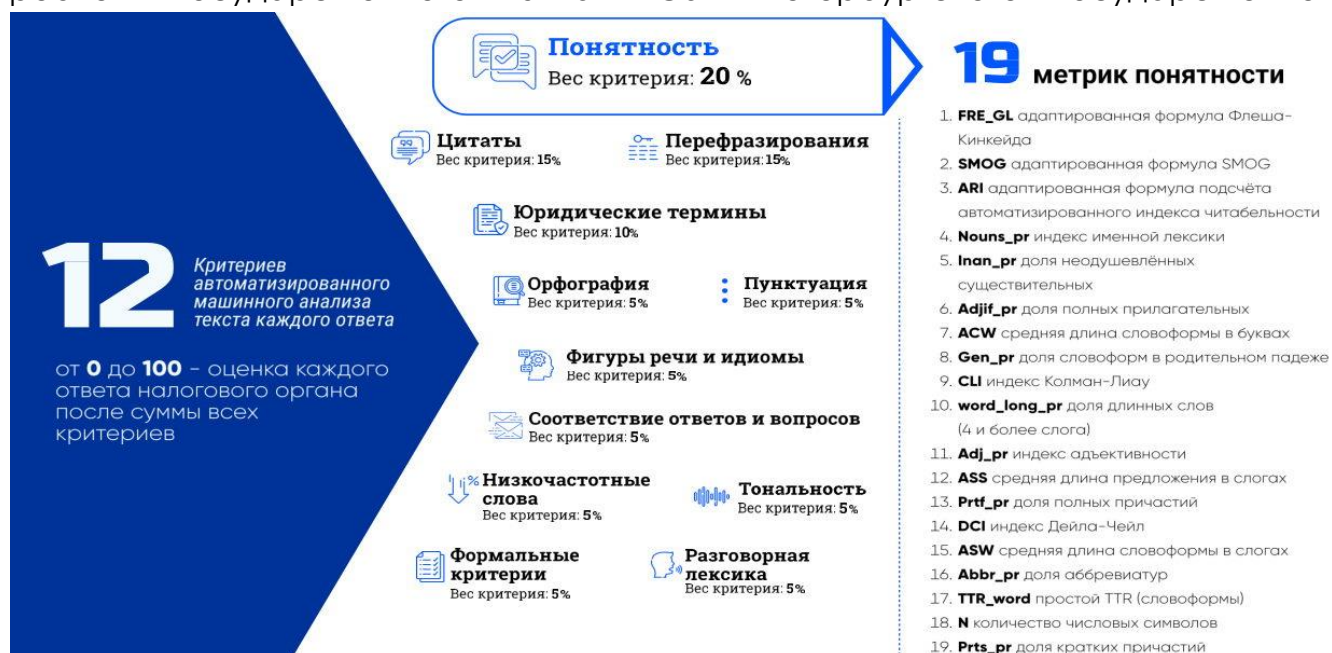 12
Критериев
автоматизированного
машинного анализа
текста каждого ответа
от 0 до 100 – оценка каждого
ответа налогового органа
после суммы всех
критериев
Понятность
Вес критерия: 20 %
Цитаты
Вес критерия: 15%
Перефразирования
Вес критерия: 15%
Юридические термины
Вес критерия: 10%
Орфография
Вес критерия: 5%
Пунктуация
Вес критерия: 5%
Фигуры речи и идиомы
Вес критерия: 5%
Соответствие ответов и вопросов
Вес критерия: 5%
%
Низкочастотные
слова
Вес критерия: 5%
Тональность
Вес критерия: 5%
Формальные
критерии
Вес критерия: 5%
Разговорная
лексика
Вес критерия: 5%
19 метрик понятности
1. FRE_GL адаптированная формула Флеша-
Кинкейда
2. SMOG адаптированная формула SMOG
3. ARI адаптированная формула подсчёта
автоматизированного индекса читабельности
4. Nouns_pr индекс именной лексики
5. Inan_pr доля неодушевлённых
существительных
6. Adjif_pr доля полных прилагательных
7. ACW средняя длина словоформы в буквах
8. Gen_pr доля словоформ в родительном падеже
9. CLI индекс Колман-Лиау
10. word_long_pr доля длинных слов
(4 и более слога)
11. Adj_pr индекс адъективности
12. ASS средняя длина предложения в слогах
13. Prtf_pr доля полных причастий
14. DCI индекс Дейла-Чейл
15. ASW средняя длина словоформы в слогах
16. Abbr_pr доля аббревиатур
17. TTR_word простой TTR (словоформы)
18. N количество числовых символов
19. Prts_pr доля кратких причастий